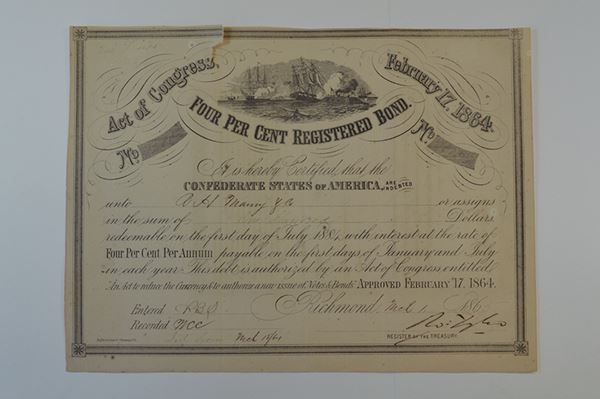 Act of Congress, February 17, 1864.
FOUR PER CENT REGISTERED BOND.
No No
It is hereby Certified that the
CONFEDERATE STATES OF AMERICA, ARE INDEBTED
unto or assigns
in the sum of Dollars
redeemable on the first day of July 1884, with interest at the rate of
Four Per Cent Per Annum payable on the first days of January and July
in each year. This debt is authorized by an Act of Congress entitled
An Act to reduce the Currency & to authorize a new issue of Notes & Bonds. APPROVED FEBRUARY 17, 1864.
Entered
Richmond, Mch 1 186
Recorded WCC
REGISTER OF THE TREASURY.